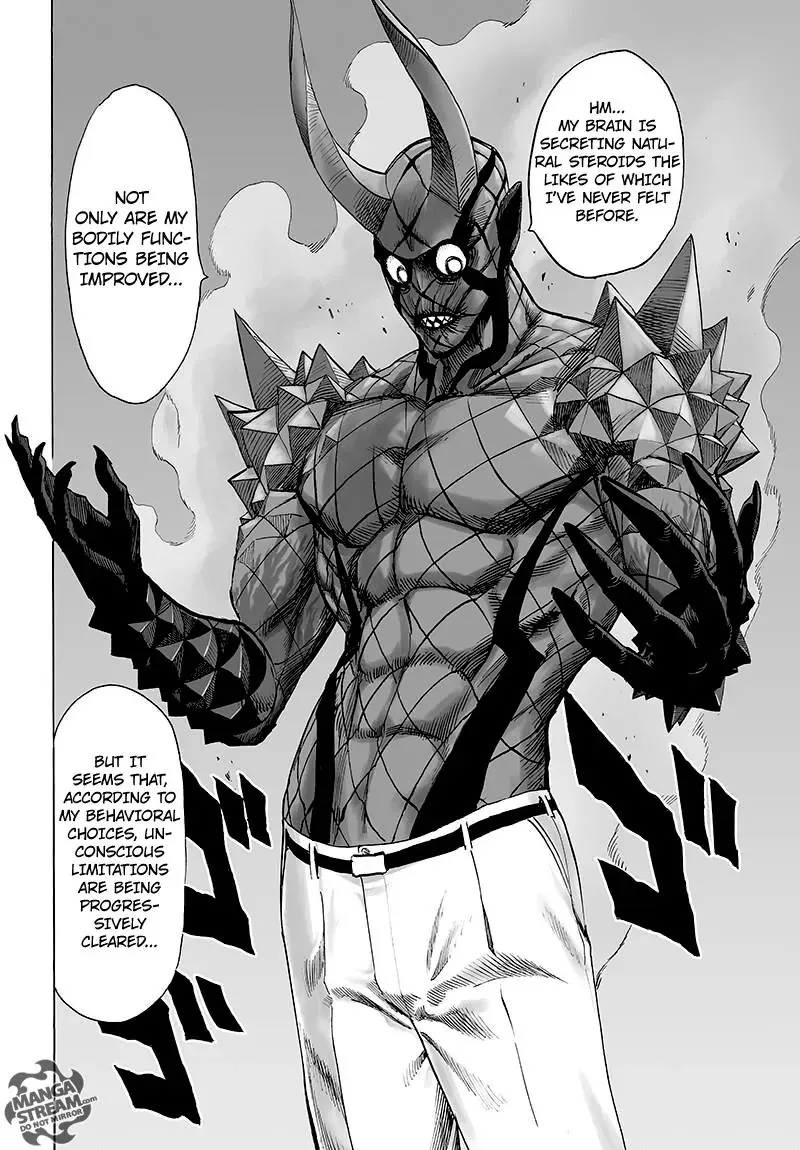 HM...
MY BRAIN IS
SECRETING NATU-
RAL STEROIDS THE
LIKES OF WHICH
I'VE NEVER FELT
BEFORE.
NOT
ONLY ARE MY
BODILY FUNC-
TIONS BEING
IMPROVED...
BUT IT
SEEMS THAT,
ACCORDING TO
MY BEHAVIORAL
CHOICES, UN-
CONSCIOUS
LIMITATIONS
ARE BEING
PROGRES-
SIVELY
CLEARED...
ゴゴ
ゴ
MANGA
STREAM.com
DO NOT MIRROR!